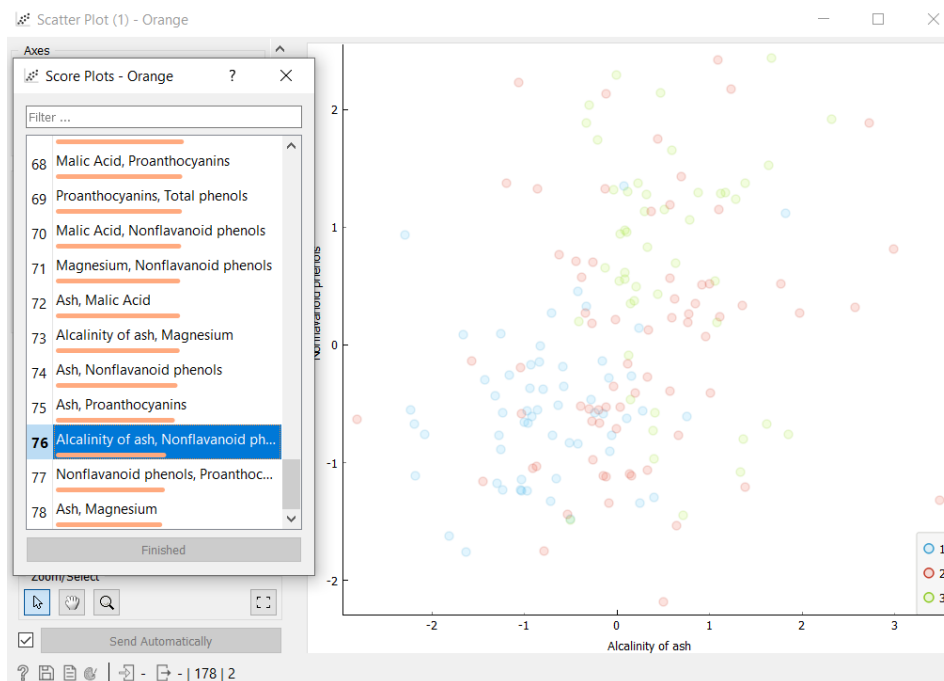 Scatter Plot (1) - Orange
Axes
Score Plots - Orange
?
Filter ...
68 Malic Acid, Proanthocyanins
69 Proanthocyanins, Total phenols
70 Malic Acid, Nonflavanoid phenols
71 Magnesium, Nonflavanoid phenols
72 Ash, Malic Acid
73 Alcalinity of ash, Magnesium
74 Ash, Nonflavanoid phenols
75 Ash, Proanthocyanins
76 Alcalinity of ash, Nonflavanoid ph...
77 Nonflavanoid phenols, Proanthoc...
78 Ash, Magnesium
Finished
Zoom/Select
Send Automatically
? - - | 178 | 2
2
1
0
-1
-2
Nonflavanoid phenols
-2 -1 0 1 2 3
Alcalinity of ash
1
2
3